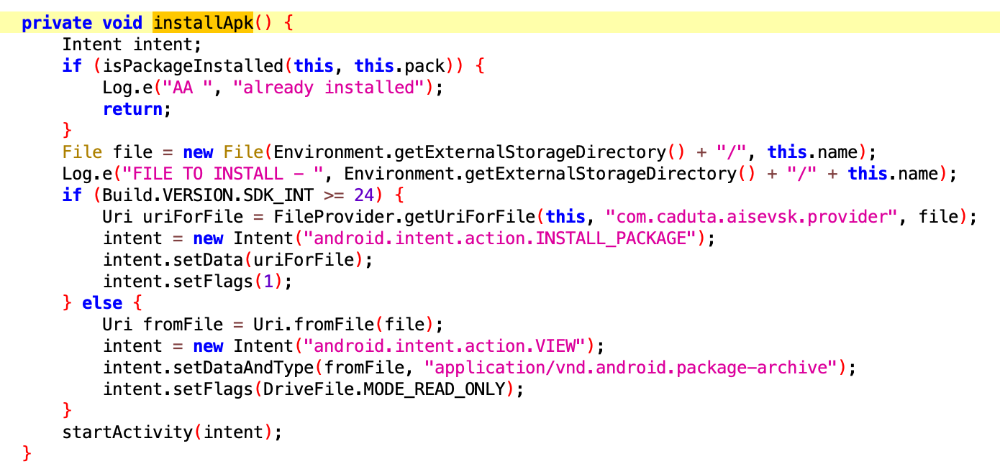 private void installApk() {
Intent intent;
if (isPackageInstalled(this, this.pack)) {
Log.e("AA ", "already installed");
return;
}
File file = new File(Environment.getExternalStorageDirectory() + "/", this.name);
Log.e("FILE TO INSTALL – ", Environment.getExternalStorageDirectory() + "/" + this.name);
if (Build.VERSION.SDK_INT >= 24) {
Uri uriForFile = FileProvider.getUriForFile(this, "com.caduta.aisevsk.provider", file);
intent = new Intent("android.intent.action.INSTALL_PACKAGE");
intent.setData(uriForFile);
intent.setFlags(1);
} else {
Uri fromFile = Uri.fromFile(file);
intent = new Intent("android.intent.action.VIEW");
intent.setDataAndType(fromFile, "application/vnd.android.package-archive");
intent.setFlags(DriveFile.MODE_READ_ONLY);
}
startActivity(intent);
}